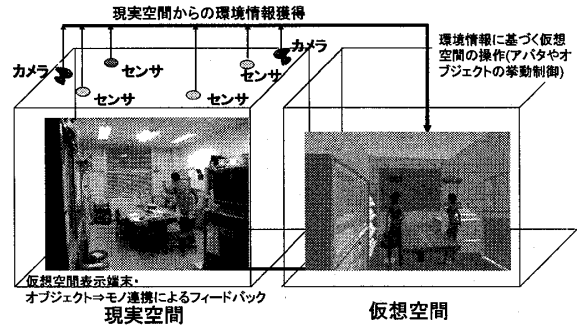 現実空間からの環境情報獲得
カメラ
センサ
センサ
カメラ
センサ
センサ
環境情報に基づく仮想
空間の操作(アバタやオ
ブジェクトの挙動制御)
仮想空間表示端末・
オブジェクト⇒モノ連携によるフィードバック
現実空間
仮想空間